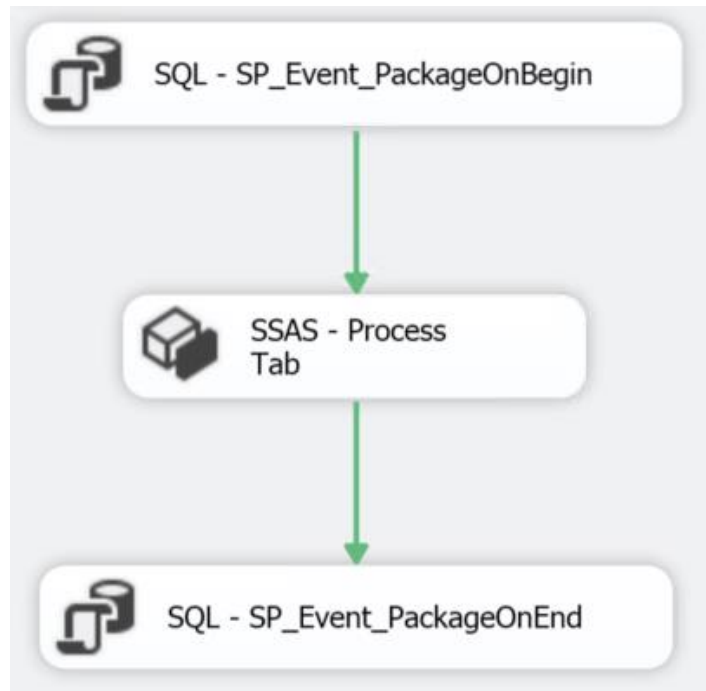 SQL - SP_Event_PackageOnBegin
SSAS - Process
Tab
SQL - SP_Event_PackageOnEnd